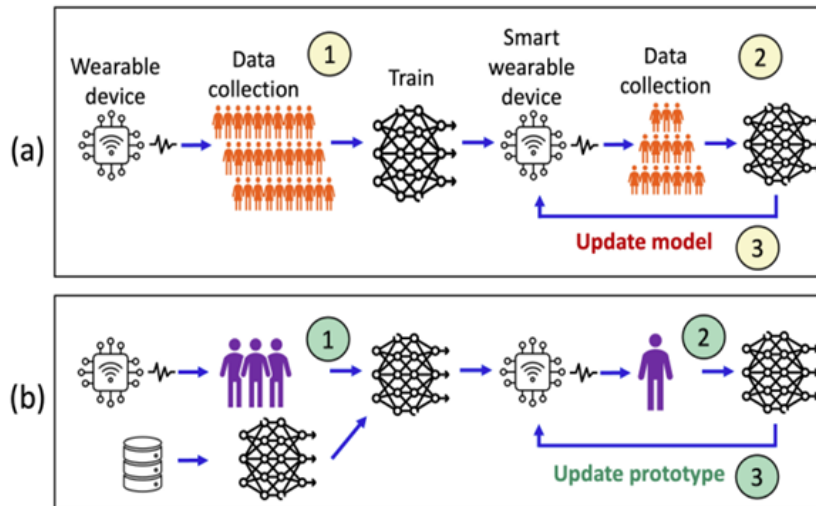 (a)
Wearable
device
Data
collection
1
Train
Smart
wearable
device
Data
collection
2
Update model
3
(b)
1
2
Update prototype
3